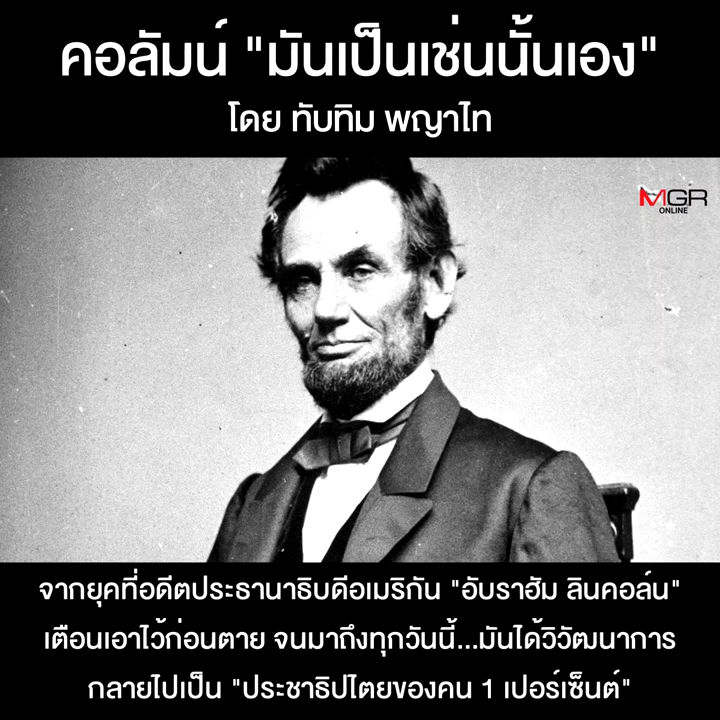 คอลัมน์ "มันเป็นเช่นนั้นเอง"
โดย ทับทิม พญาไท
MGR
ONLINE
จากยุคที่อดีตประธานาธิบดีอเมริกัน "อับราฮัม ลินคอล์น"
เตือนเอาไว้ก่อนตาย จนมาถึงทุกวันนี้...มันได้วิวัฒนาการ
กลายไปเป็น "ประชาธิปไตยของคน 1 เปอร์เซ็นต์"